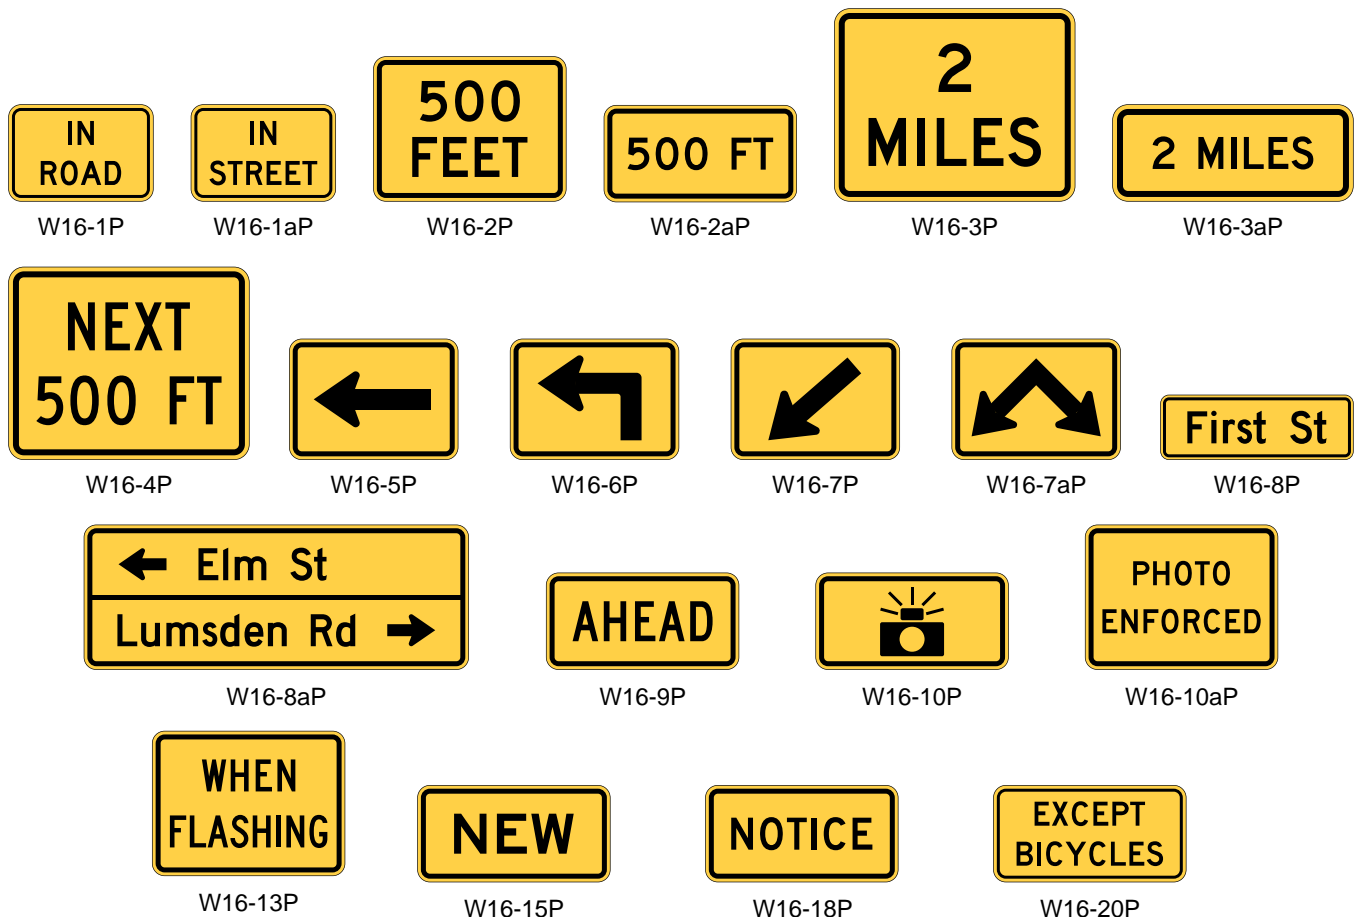 IN
ROAD
W16-1P
IN
STREET
W16-1aP
500
FEET
W16-2P
500 FT
W16-2aP
2
MILES
W16-3P
2 MILES
W16-3aP
NEXT
500 FT
W16-4P
W16-5P
W16-6P
W16-7P
W16-7aP
First St
W16-8P
Elm St
Lumsden Rd
W16-8aP
AHEAD
W16-9P
W16-10P
PHOTO
ENFORCED
W16-10aP
WHEN
FLASHING
W16-13P
NEW
W16-15P
NOTICE
W16-18P
EXCEPT
BICYCLES
W16-20P